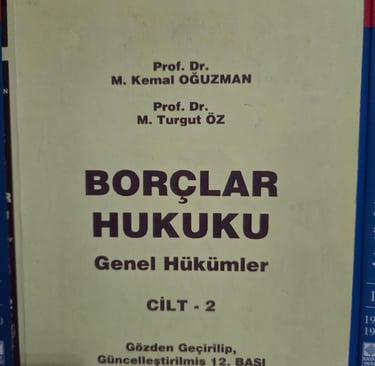 Prof. Dr.
M. Kemal OĞUZMAN
Prof. Dr.
M. Turgut ÖZ
BORÇLAR
HUKUKU
Genel Hükümler
CİLT - 2
Gözden Geçirilip,
Güncelleştirilmiş 12. BASI